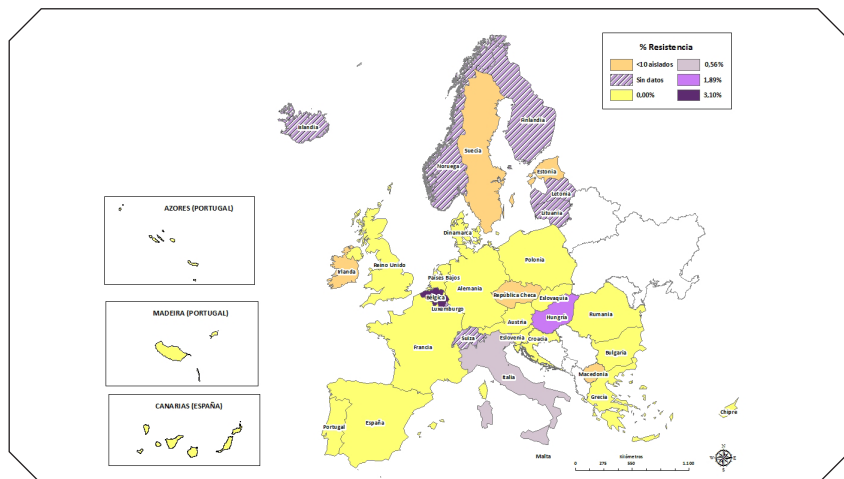 % Resistencia
<10 aislados
0,56%
Sin datos
1,89%
0,00%
3,10%
Islandia
Finlandia
Noruega
Suecia
Estonia
Letonia
Lituania
AZORES (PORTUGAL)
Dinamarca
Reino Unido
Irlanda
Polonia
Países Bajos
Alemania
Bélgica
República Checa
Eslovaquia
Luxemburgo
MADEIRA (PORTUGAL)
Hungría
Rumania
Austria
Suiza
Eslovenia
Croacia
Francia
Bulgaria
Italia
Macedonia
Grecia
CANARIAS (ESPAÑA)
Chipre
Portugal
España
Malta
Kilómetros
0 275 550 1.100
N
W
E
S